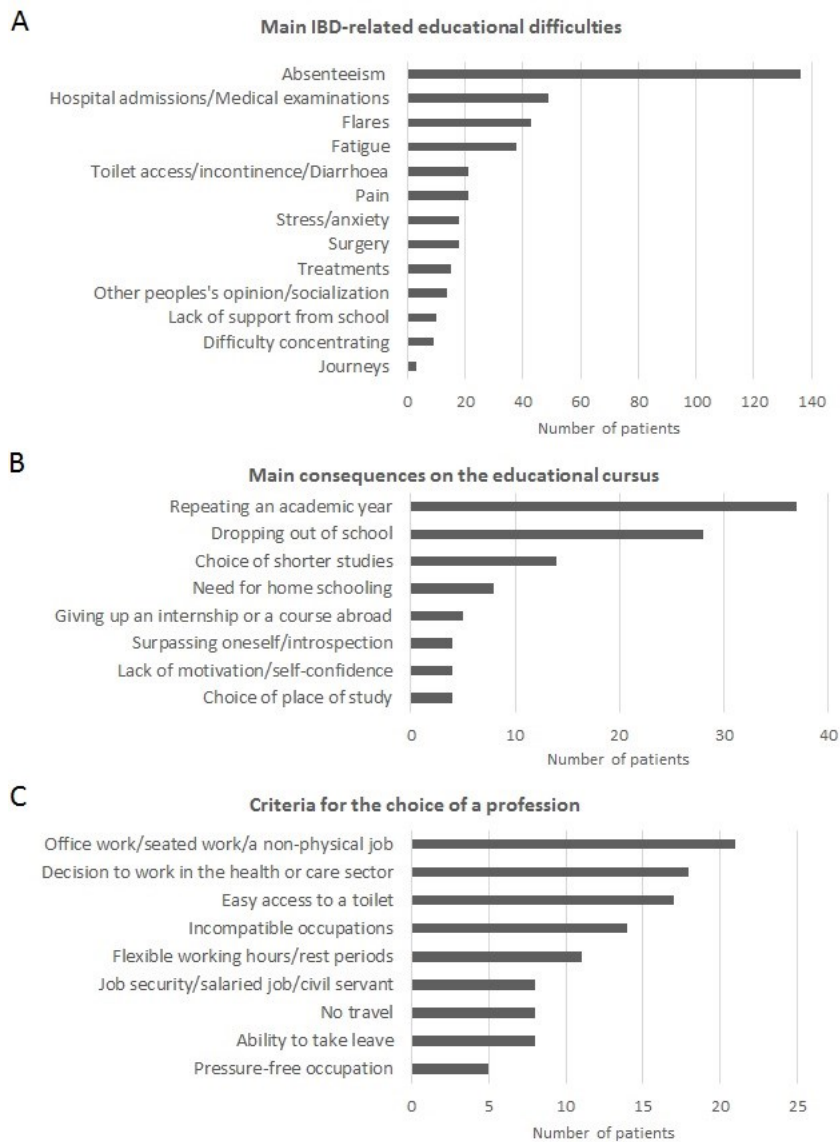 A
Main IBD-related educational difficulties
Absenteeism
Hospital admissions/Medical examinations
Flares
Fatigue
Toilet access/incontinence/Diarrhoea
Pain
Stress/anxiety
Surgery
Treatments
Other peoples's opinion/socialization
Lack of support from school
Difficulty concentrating
Journeys
0 20 40 60 80 100 120 140
Number of patients
B
Main consequences on the educational cursus
Repeating an academic year
Dropping out of school
Choice of shorter studies
Need for home schooling
Giving up an internship or a course abroad
Surpassing oneself/introspection
Lack of motivation/self-confidence
Choice of place of study
0 10 20 30 40
Number of patients
C
Criteria for the choice of a profession
Office work/seated work/a non-physical job
Decision to work in the health or care sector
Easy access to a toilet
Incompatible occupations
Flexible working hours/rest periods
Job security/salaried job/civil servant
No travel
Ability to take leave
Pressure-free occupation
0 5 10 15 20 25
Number of patients